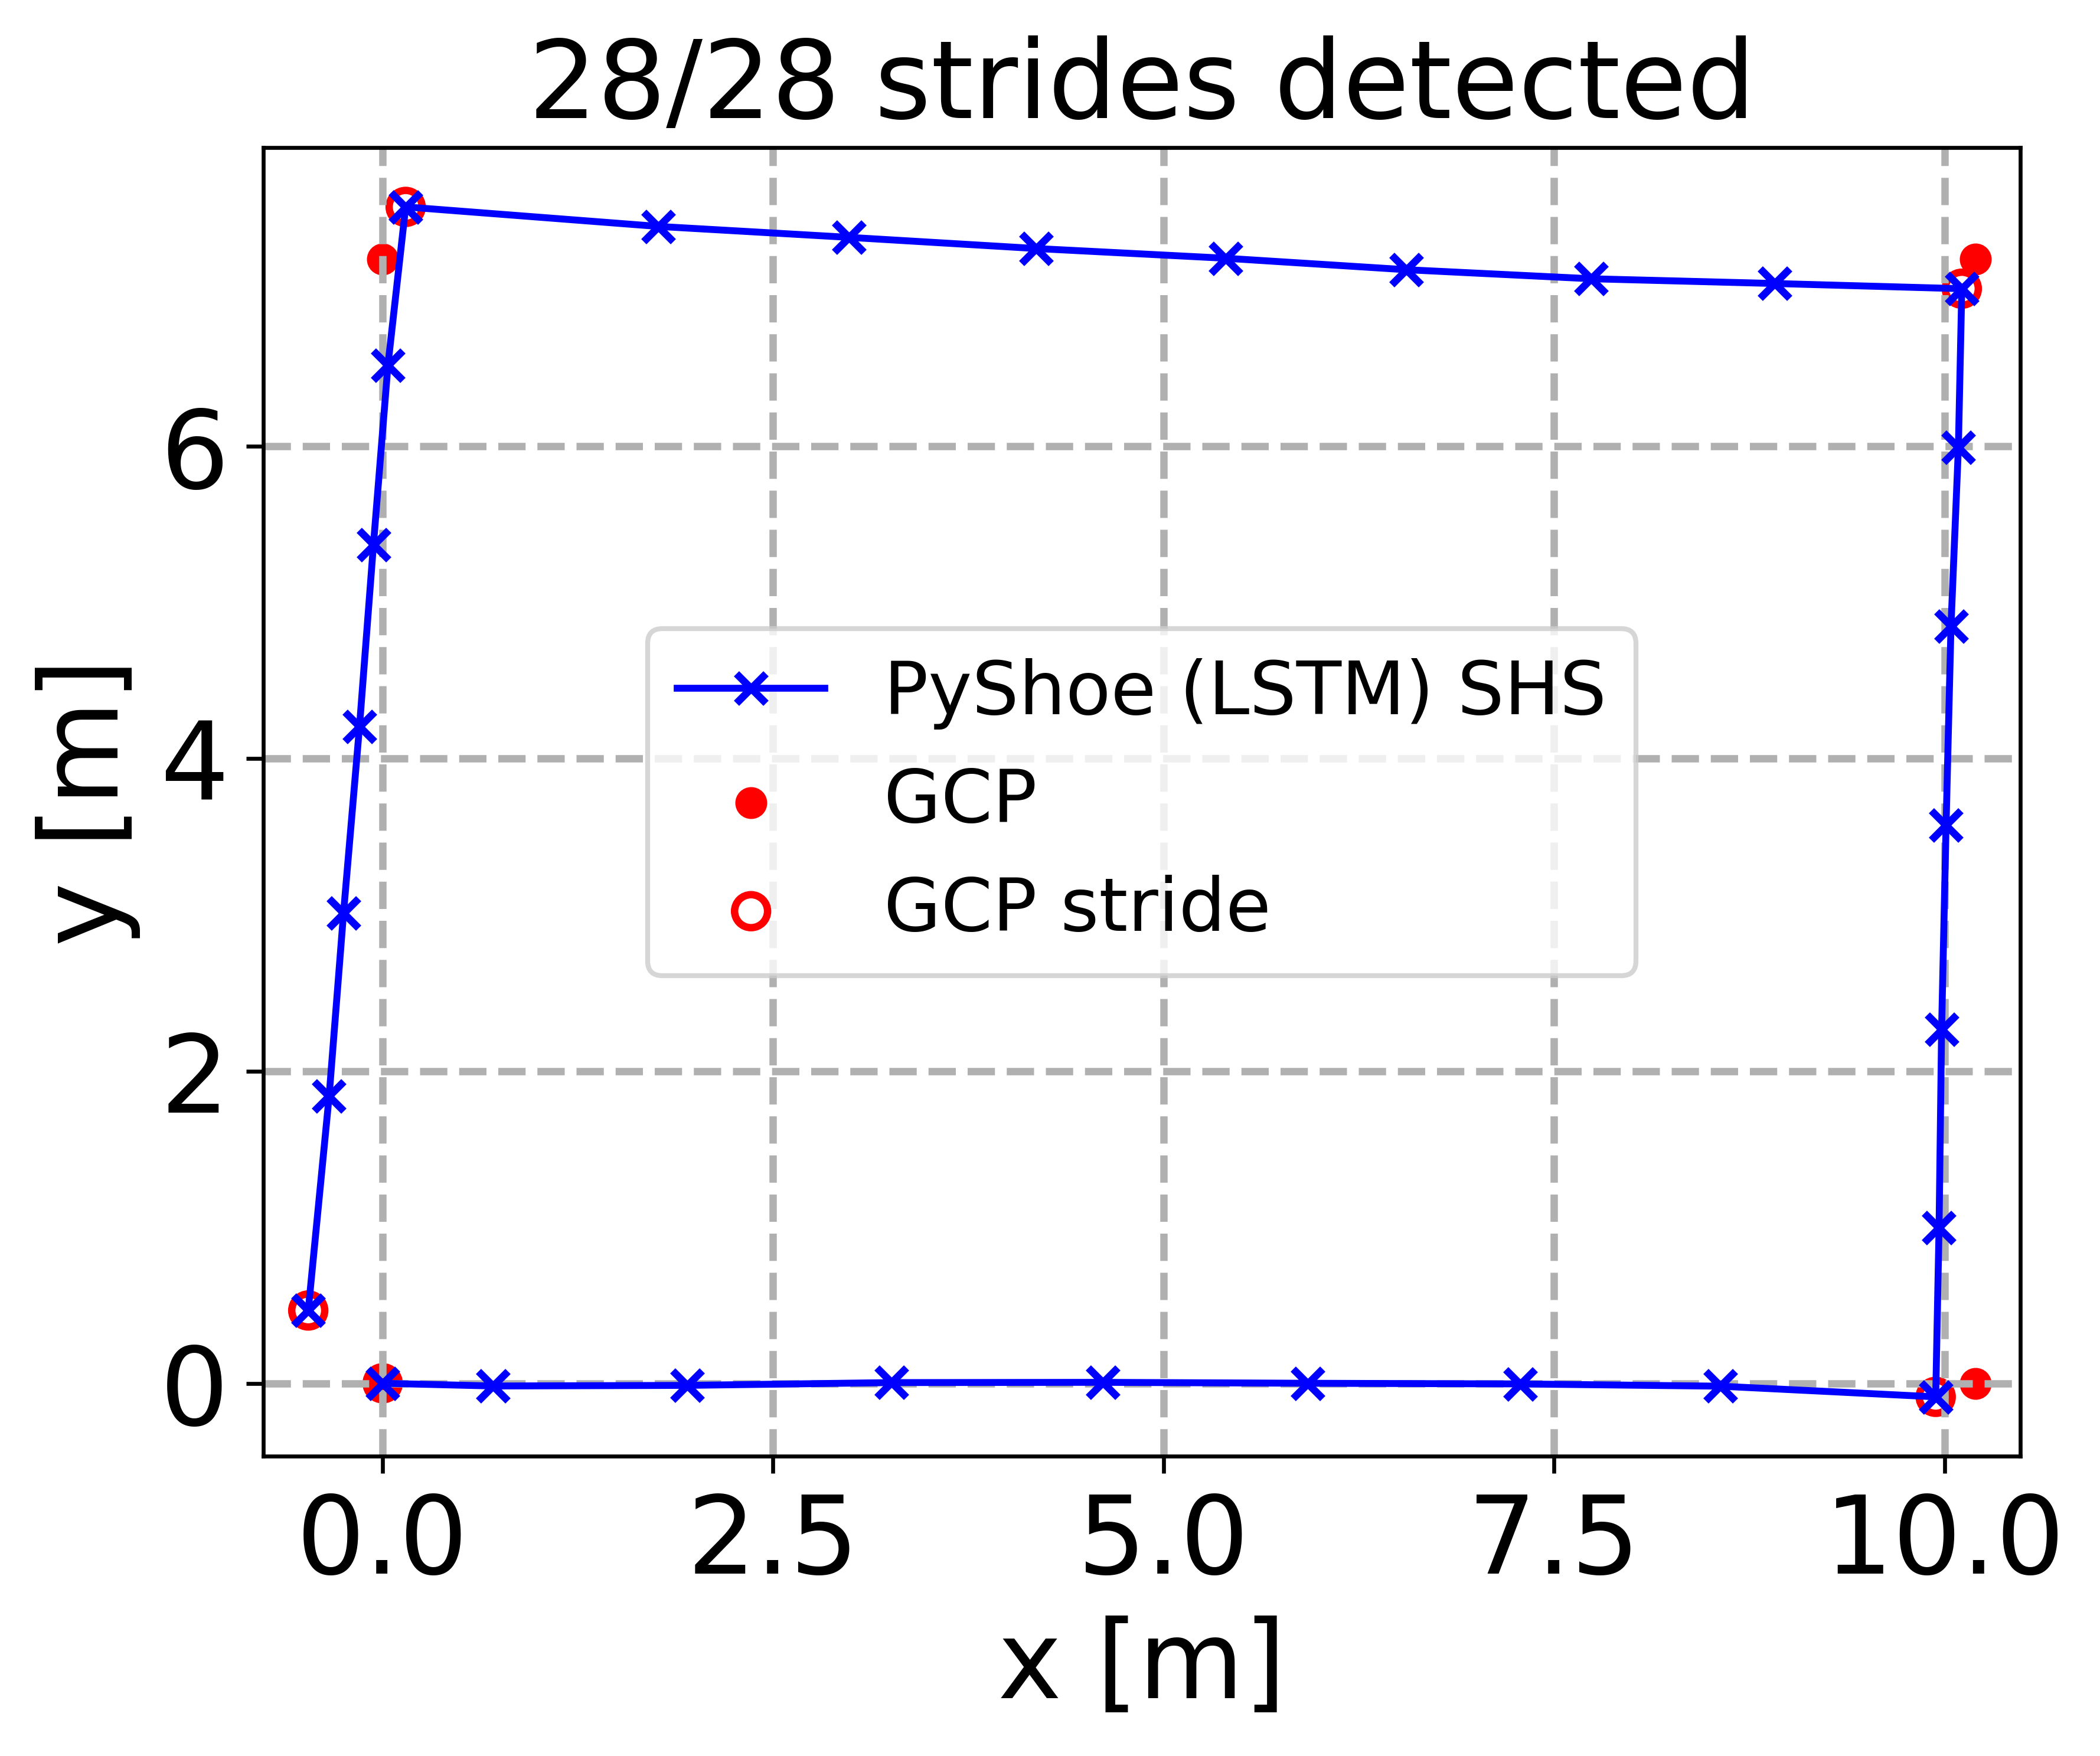 28/28 strides detected
y [m]
6
4
2
0
PyShoe (LSTM) SHS
GCP
GCP stride
0.0 2.5 5.0 7.5 10.0
x [m]